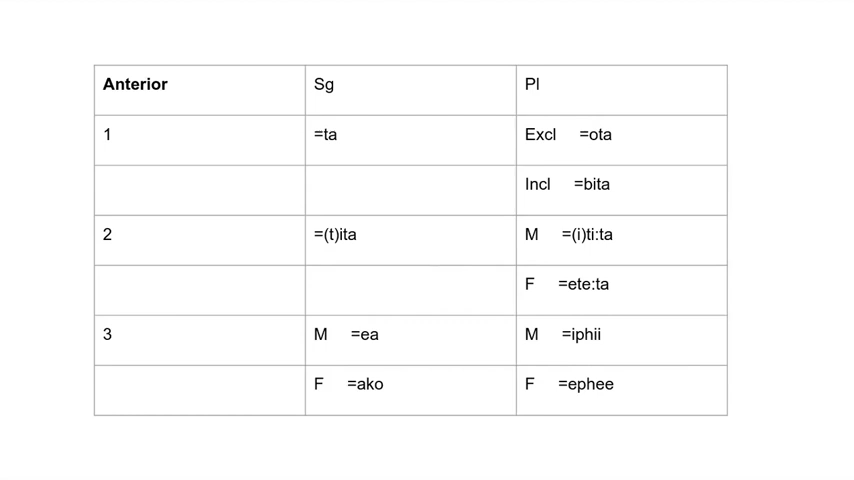 Anterior Sg Pl
1 =ta Excl =ota
Incl =bita
2 =(t)ita M =(i)ti:ta
F =ete:ta
3 M =ea M =iphii
F =ako F =ephee